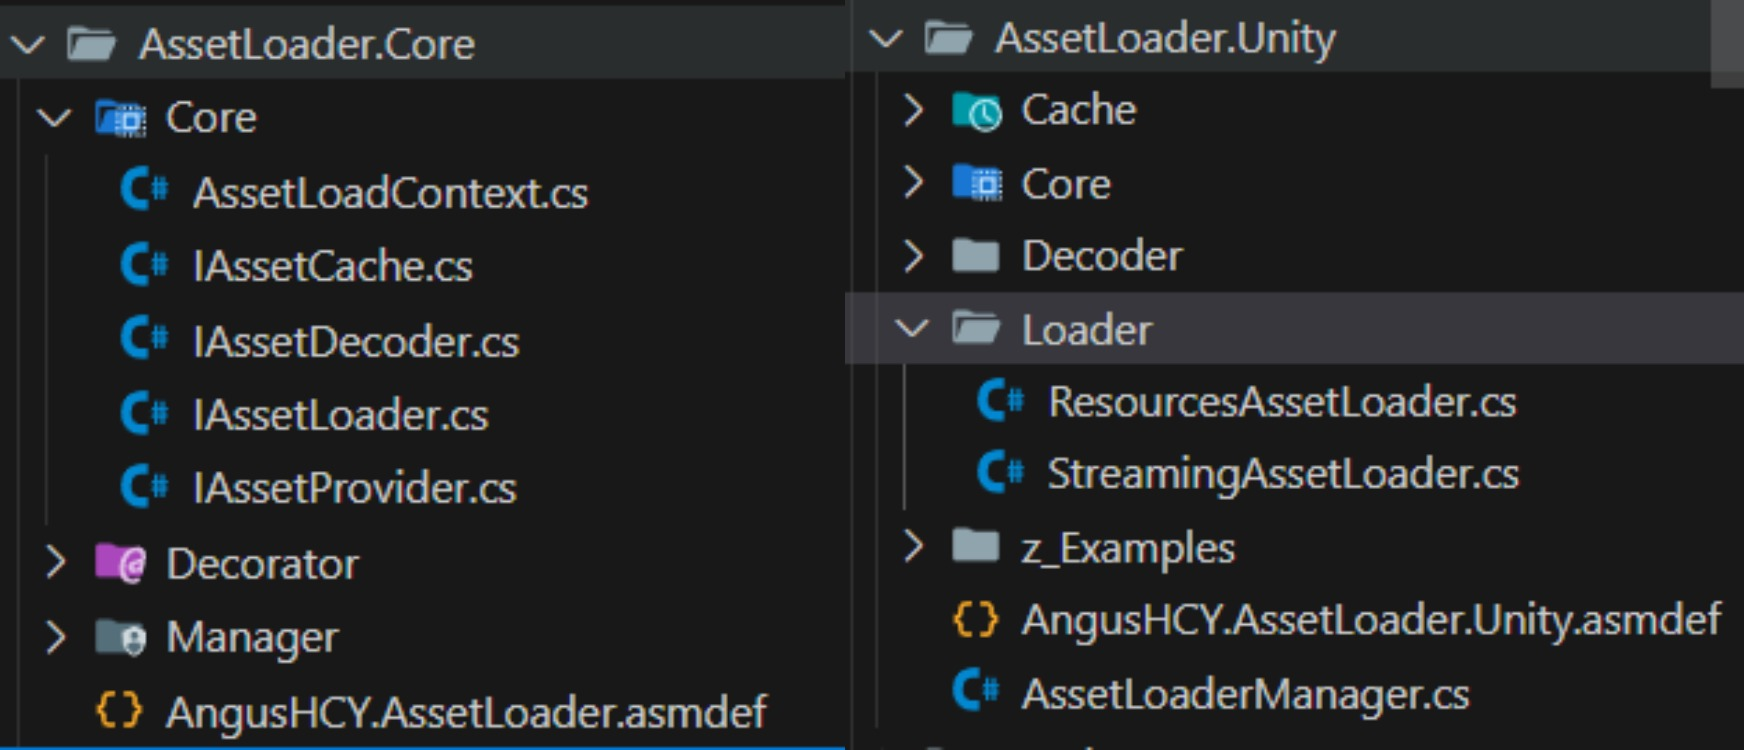 AssetLoader.Core
Core
AssetLoadContext.cs
IAssetCache.cs
IAssetDecoder.cs
IAssetLoader.cs
IAssetProvider.cs
Decorator
Manager
AngusHCY.AssetLoader.asmdef
AssetLoader.Unity
Cache
Core
Decoder
Loader
ResourcesAssetLoader.cs
StreamingAssetLoader.cs
z_Examples
AngusHCY.AssetLoader.Unity.asmdef
AssetLoaderManager.cs